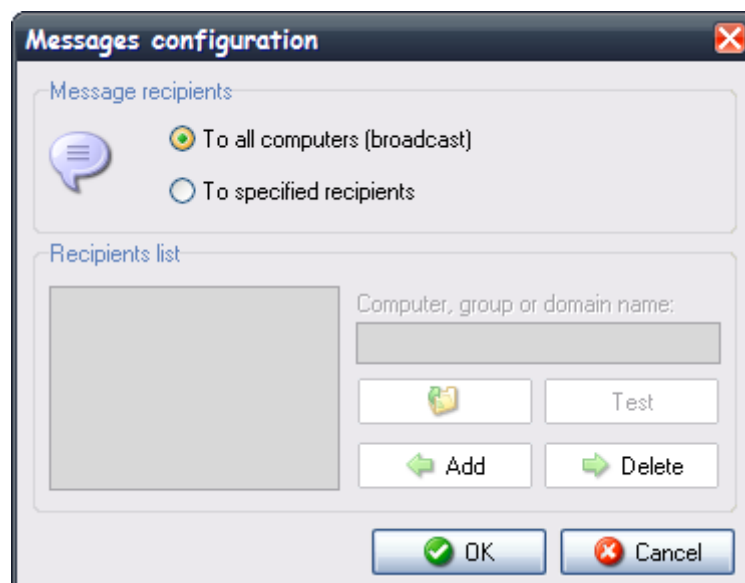 Messages configuration
Message recipients
To all computers (broadcast)
To specified recipients
Recipients list
Computer, group or domain name:
Test
Add
Delete
OK
Cancel